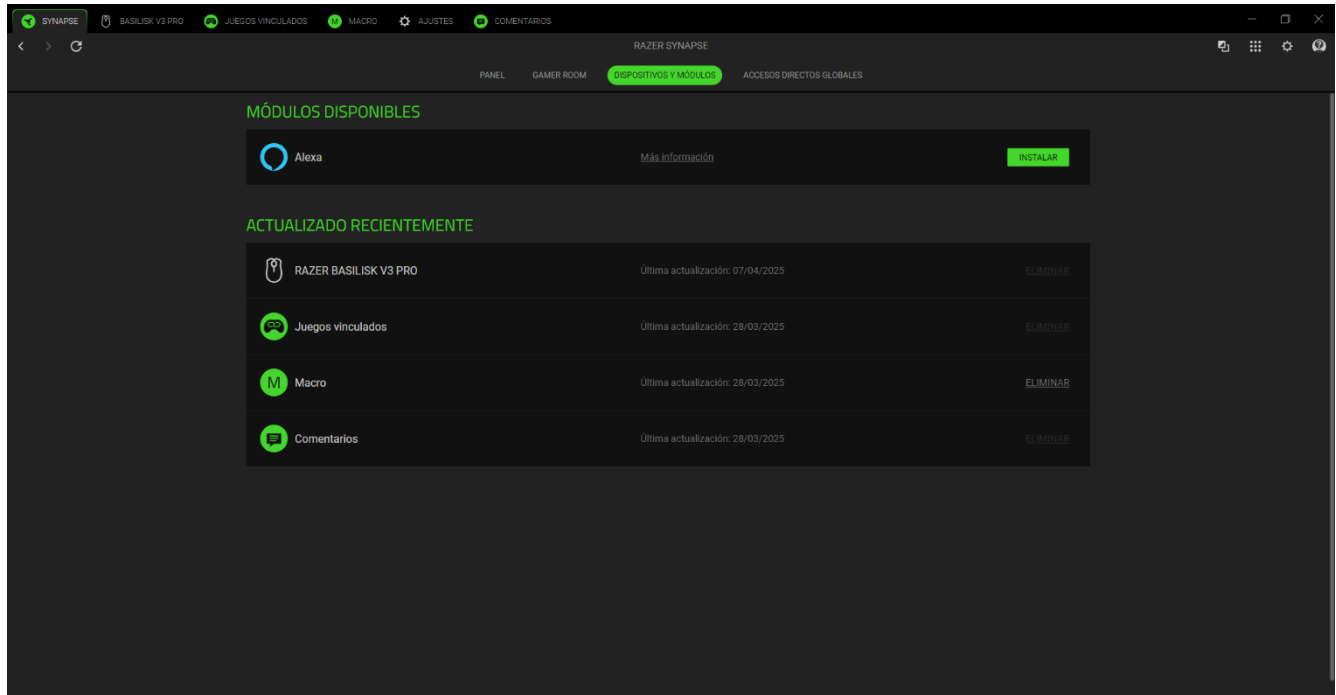 SYNAPSE BASILISK V3 PRO JUEGOS VINCULADOS M MACRO AJUSTES COMENTARIOS
RAZER SYNAPSE
PANEL GAMER ROOM DISPOSITIVOS Y MÓDULOS ACCESOS DIRECTOS GLOBALES
MÓDULOS DISPONIBLES
Alexa Más información INSTALAR
ACTUALIZADO RECIENTEMENTE
RAZER BASILISK V3 PRO Última actualización: 07/04/2025 ELIMINAR
Juegos vinculados Última actualización: 28/03/2025 ELIMINAR
M Macro Última actualización: 28/03/2025 ELIMINAR
Comentarios Última actualización: 28/03/2025 ELIMINAR